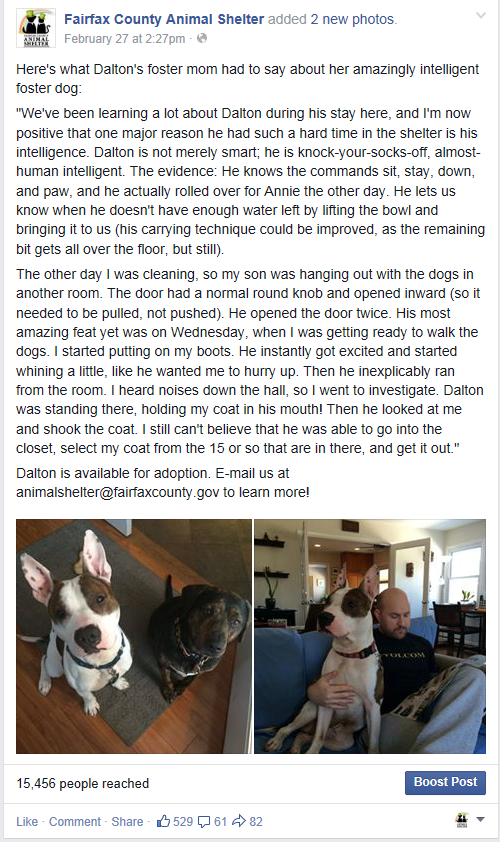 Fairfax County Animal Shelter added 2 new photos.
February 27 at 2:27pm ·
Here's what Dalton's foster mom had to say about her amazingly intelligent
foster dog:
"We've been learning a lot about Dalton during his stay here, and I'm now
positive that one major reason he had such a hard time in the shelter is his
intelligence. Dalton is not merely smart; he is knock-your-socks-off, almost-
human intelligent. The evidence: He knows the commands sit, stay, down,
and paw, and he actually rolled over for Annie the other day. He lets us
know when he doesn't have enough water left by lifting the bowl and
bringing it to us (his carrying technique could be improved, as the remaining
bit gets all over the floor, but still).
The other day I was cleaning, so my son was hanging out with the dogs in
another room. The door had a normal round knob and opened inward (so it
needed to be pulled, not pushed). He opened the door twice. His most
amazing feat yet was on Wednesday, when I was getting ready to walk the
dogs. I started putting on my boots. He instantly got excited and started
whining a little, like he wanted me to hurry up. Then he inexplicably ran
from the room. I heard noises down the hall, so I went to investigate. Dalton
was standing there, holding my coat in his mouth! Then he looked at me
and shook the coat. I still can't believe that he was able to go into the
closet, select my coat from the 15 or so that are in there, and get it out."
Dalton is available for adoption. E-mail us at
animalshelter@fairfaxcounty.gov to learn more!
VOLCOM
15,456 people reached
Boost Post
Like · Comment · Share · 529 61 82